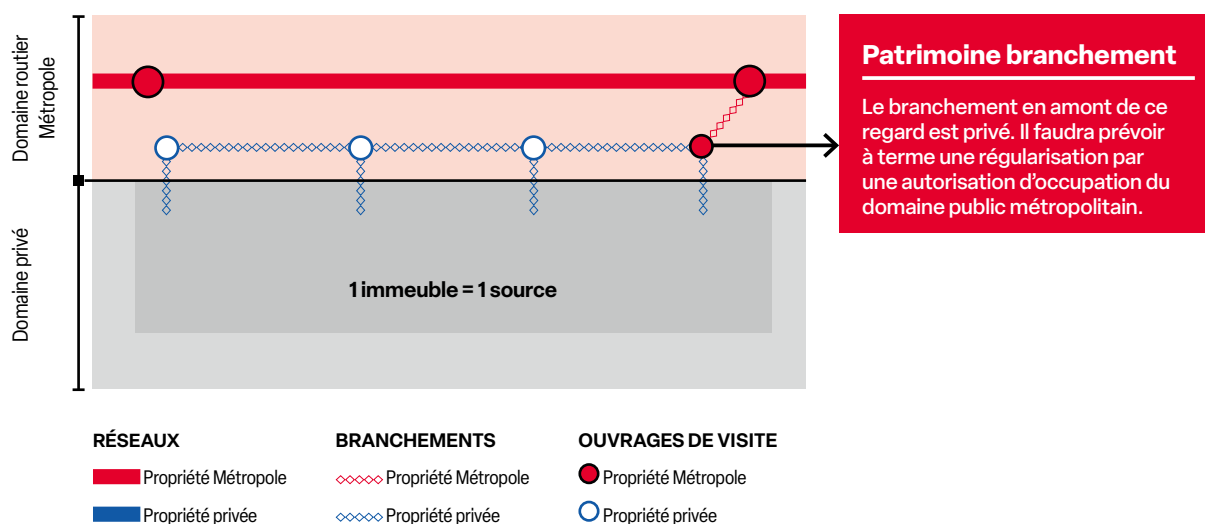 Domaine routier
Métropole
Domaine privé
1 immeuble = 1 source
Patrimoine branchement
Le branchement en amont de ce
regard est privé. Il faudra prévoir
à terme une régularisation par
une autorisation d’occupation du
domaine public métropolitain.
RÉSEAUX
Propriété Métropole
Propriété privée
BRANCHEMENTS
Propriété Métropole
Propriété privée
OUVRAGES DE VISITE
Propriété Métropole
Propriété privée